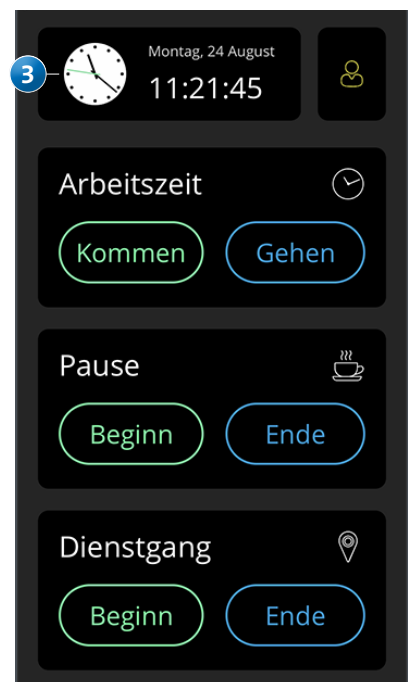 3
Montag, 24 August
11:21:45
Arbeitszeit
Kommen Gehen
Pause
Beginn Ende
Dienstgang
Beginn Ende